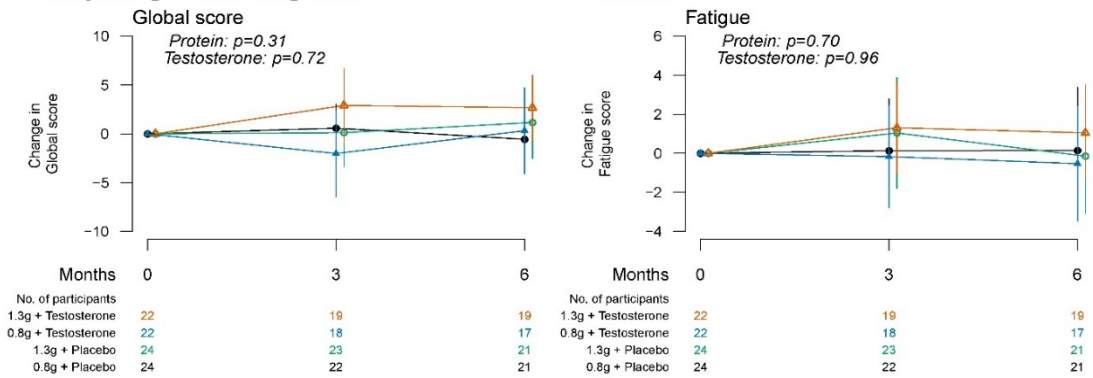 Global score
Protein: p=0.31
Testosterone: p=0.72
10
5
0
−5
−10
Change in
Global score
Months 0 3 6
No. of participants
1.3g + Testosterone 22 19 19
0.8g + Testosterone 22 18 17
1.3g + Placebo 24 23 21
0.8g + Placebo 24 22 21
Fatigue
Protein: p=0.70
Testosterone: p=0.96
6
4
2
0
−2
−4
Change in
Fatigue score
Months 0 3 6
No. of participants
1.3g + Testosterone 22 19 19
0.8g + Testosterone 22 18 17
1.3g + Placebo 24 23 21
0.8g + Placebo 24 22 21